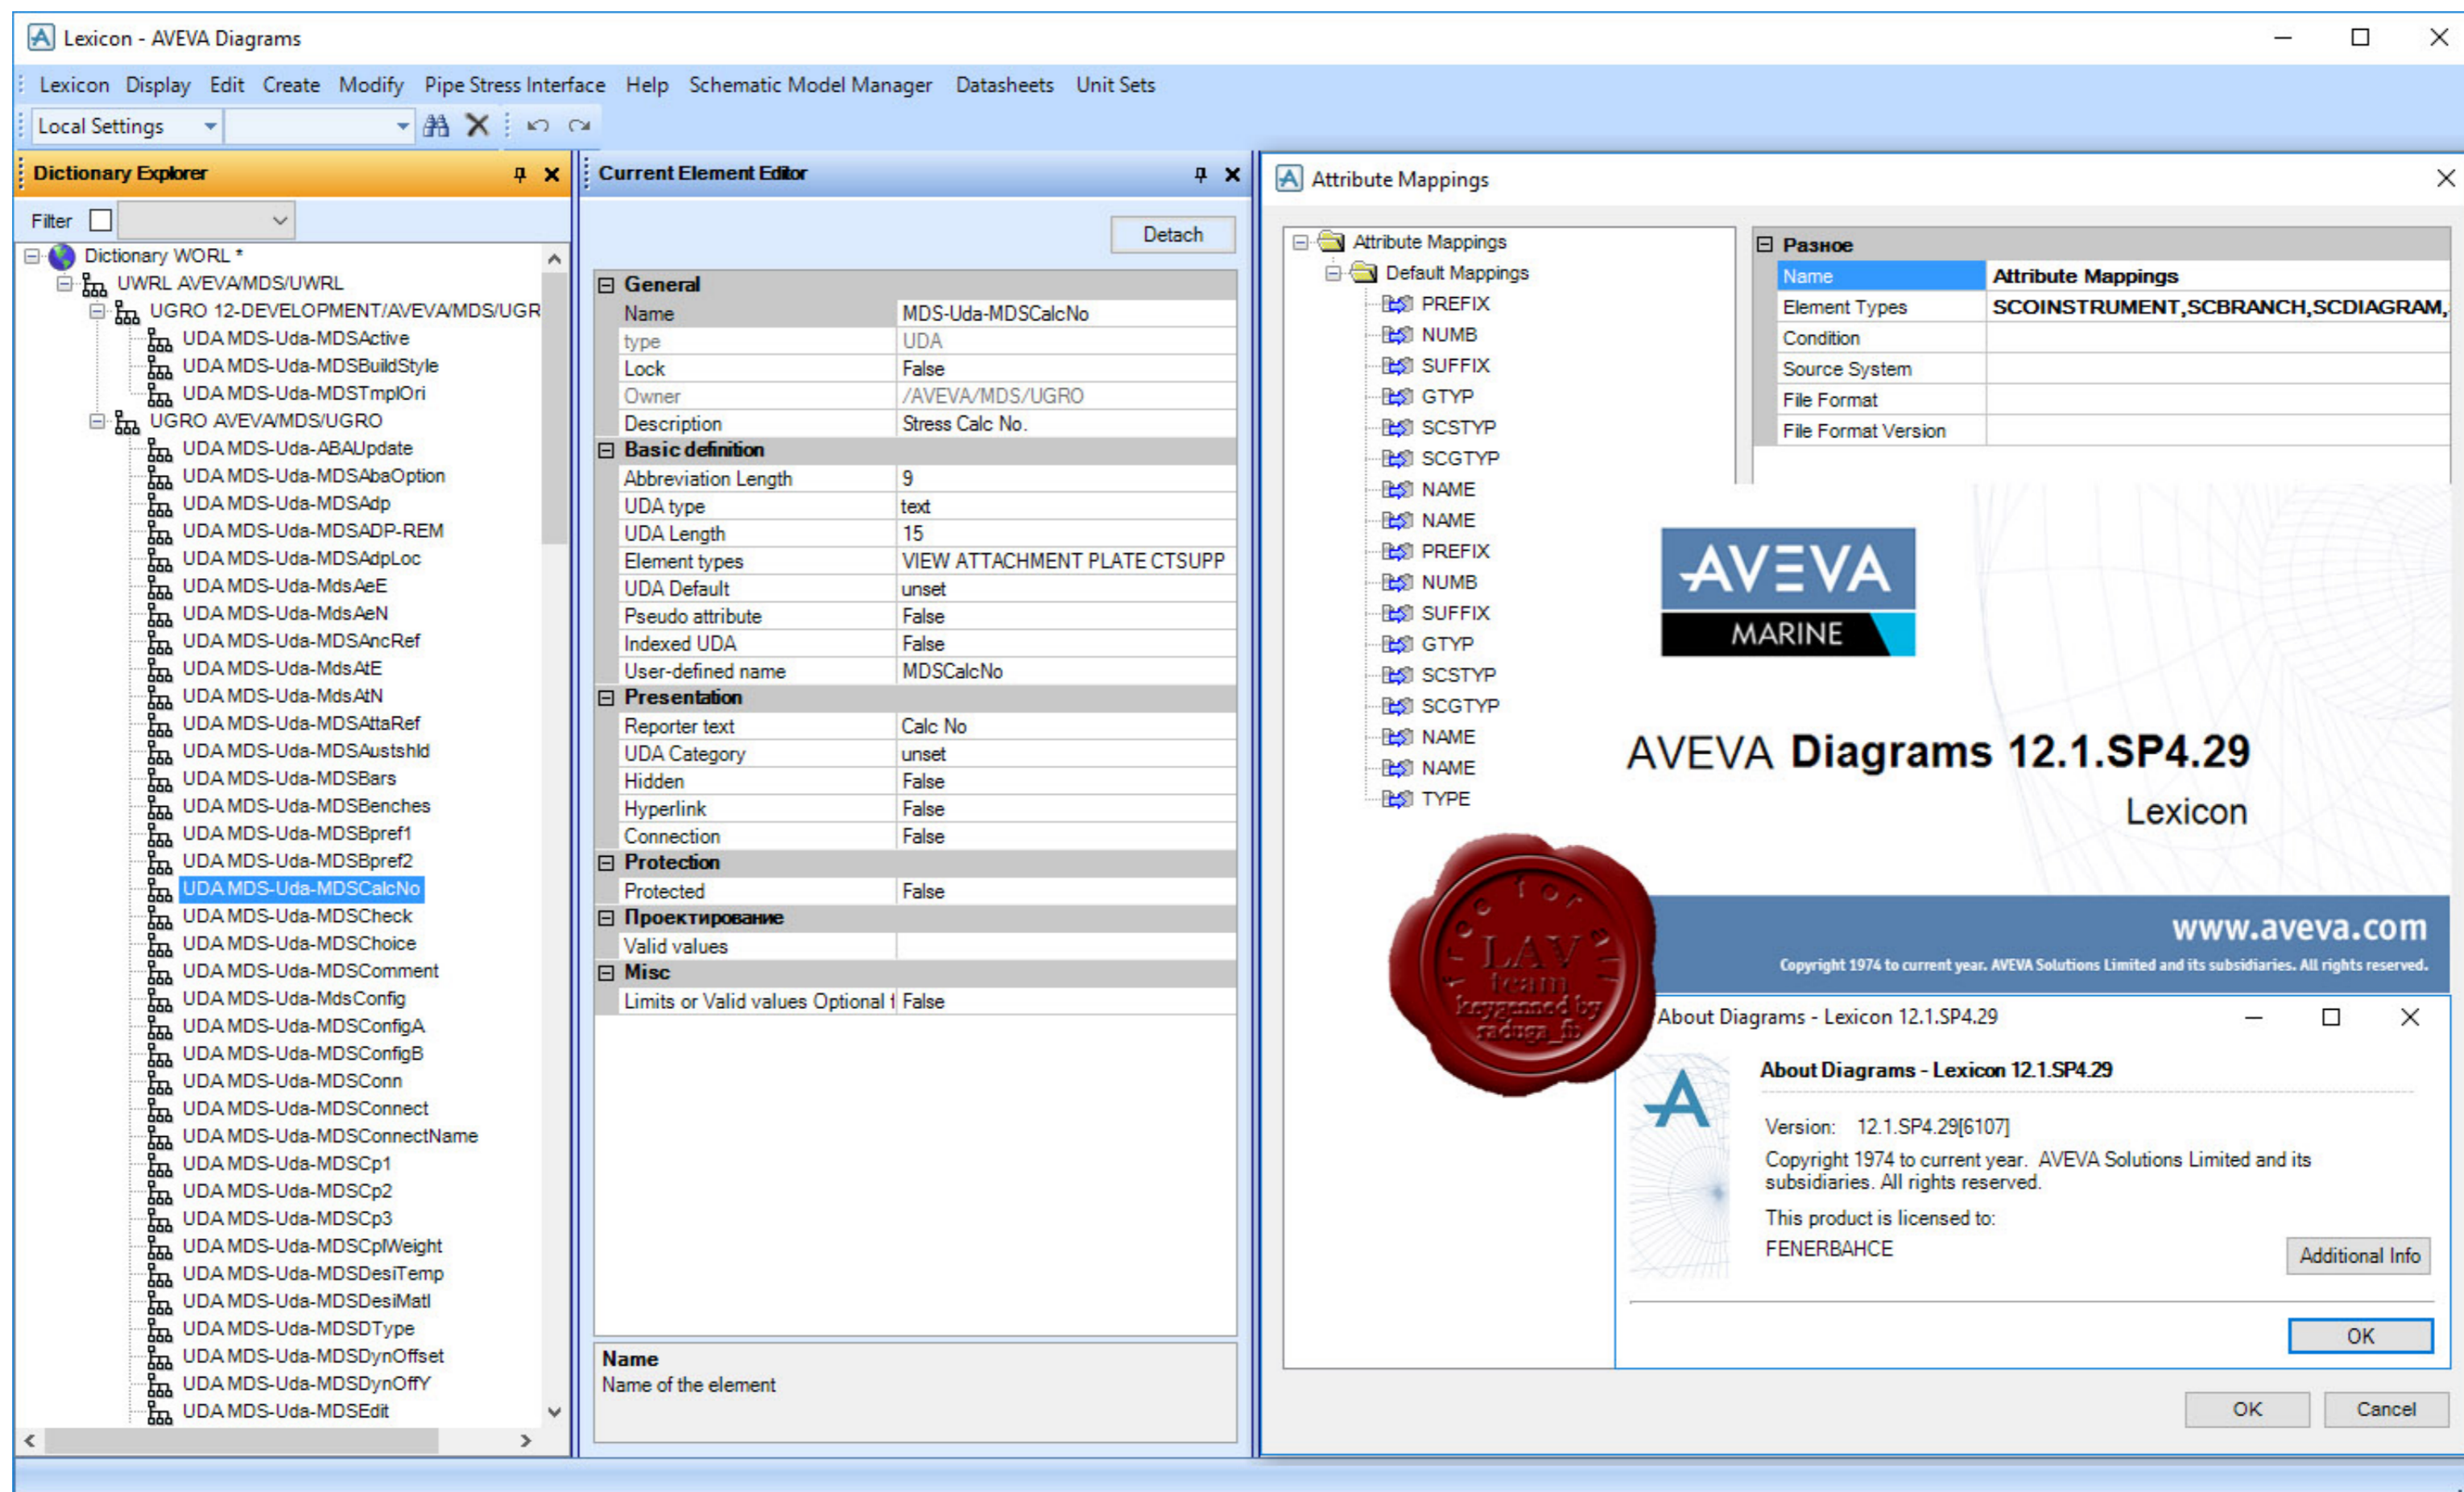 Lexicon - AVEVA Diagrams
Lexicon Display Edit Create Modify Pipe Stress Interface Help Schematic Model Manager Datasheets Unit Sets
Local Settings
Dictionary Explorer
Filter
Dictionary WORL *
UWRL AVEVA/MDS/UWRL
UGRO 12-DEVELOPMENT/AVEVA/MDS/UGR
UDA MDS-Uda-MDSActive
UDA MDS-Uda-MDSBuildStyle
UDA MDS-Uda-MDSTmplOri
UGRO AVEVA/MDS/UGRO
UDA MDS-Uda-ABAUpdate
UDA MDS-Uda-MDSAbaOption
UDA MDS-Uda-MDSAdp
UDA MDS-Uda-MDSADP-REM
UDA MDS-Uda-MDSAdpLoc
UDA MDS-Uda-MdsAeE
UDA MDS-Uda-MdsAeN
UDA MDS-Uda-MDSAncRef
UDA MDS-Uda-MdsAtE
UDA MDS-Uda-MdsAtN
UDA MDS-Uda-MDSAttaRef
UDA MDS-Uda-MDSAustshld
UDA MDS-Uda-MDSBars
UDA MDS-Uda-MDSBenches
UDA MDS-Uda-MDSBpref1
UDA MDS-Uda-MDSBpref2
UDA MDS-Uda-MDSCalcNo
UDA MDS-Uda-MDSCheck
UDA MDS-Uda-MDSChoice
UDA MDS-Uda-MDSComment
UDA MDS-Uda-MdsConfig
UDA MDS-Uda-MDSConfigA
UDA MDS-Uda-MDSConfigB
UDA MDS-Uda-MDSConn
UDA MDS-Uda-MDSConnect
UDA MDS-Uda-MDSConnectName
UDA MDS-Uda-MDSCp1
UDA MDS-Uda-MDSCp2
UDA MDS-Uda-MDSCp3
UDA MDS-Uda-MDSCplWeight
UDA MDS-Uda-MDSDesiTemp
UDA MDS-Uda-MDSDesiMatl
UDA MDS-Uda-MDSDType
UDA MDS-Uda-MDSDynOffset
UDA MDS-Uda-MDSDynOffY
UDA MDS-Uda-MDSEdit
Current Element Editor
Detach
General
Name MDS-Uda-MDSCalcNo
type UDA
Lock False
Owner /AVEVA/MDS/UGRO
Description Stress Calc No.
Basic definition
Abbreviation Length 9
UDA type text
UDA Length 15
Element types VIEW ATTACHMENT PLATE CTSUPP
UDA Default unset
Pseudo attribute False
Indexed UDA False
User-defined name MDSCalcNo
Presentation
Reporter text Calc No
UDA Category unset
Hidden False
Hyperlink False
Connection False
Protection
Protected False
Проектирование
Valid values
Misc
Limits or Valid values Optional f False
Name
Name of the element
Attribute Mappings
Attribute Mappings
Default Mappings
PREFIX
NUMB
SUFFIX
GTYP
SCSTYP
SCGTYP
NAME
NAME
PREFIX
NUMB
SUFFIX
GTYP
SCSTYP
SCGTYP
NAME
NAME
TYPE
Разное
Name Attribute Mappings
Element Types SCOINSTRUMENT,SCBRANCH,SCDIAGRAM,
Condition
Source System
File Format
File Format Version
AVEVA
MARINE
AVEVA Diagrams 12.1.SP4.29
Lexicon
www.aveva.com
Copyright 1974 to current year. AVEVA Solutions Limited and its subsidiaries. All rights reserved.
free for all
LAV
team
keygenned by
raduga_fb
About Diagrams - Lexicon 12.1.SP4.29
About Diagrams - Lexicon 12.1.SP4.29
Version: 12.1.SP4.29[6107]
Copyright 1974 to current year. AVEVA Solutions Limited and its
subsidiaries. All rights reserved.
This product is licensed to:
FENERBAHCE
Additional Info
OK
OK Cancel